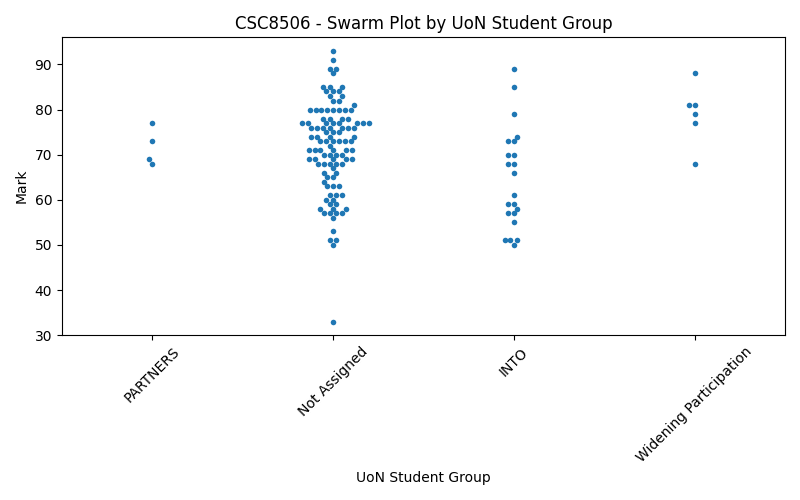 CSC8506 - Swarm Plot by UoN Student Group
90
80
70
60
50
40
30
Mark
PARTNERS
Not Assigned
INTO
Widening Participation
UoN Student Group